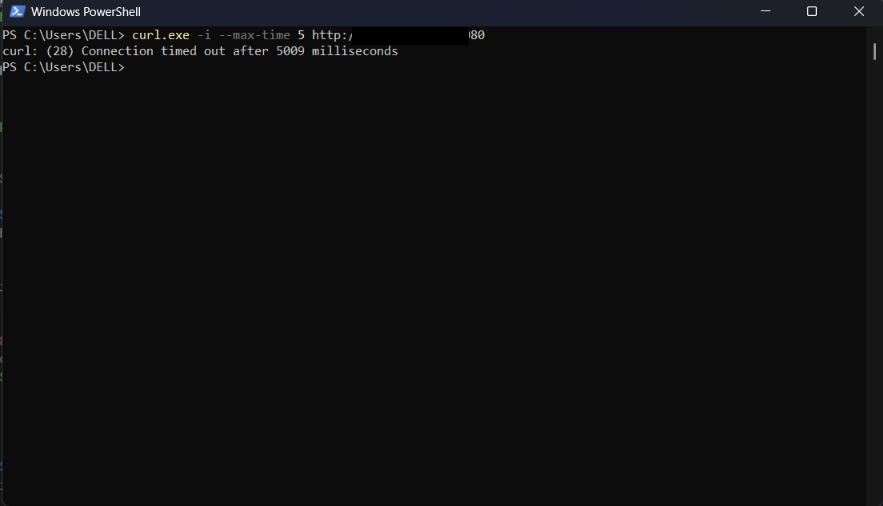 Windows PowerShell
PS C:\Users\DELL> curl.exe -i --max-time 5 http:/ 080
curl: (28) Connection timed out after 5009 milliseconds
PS C:\Users\DELL>